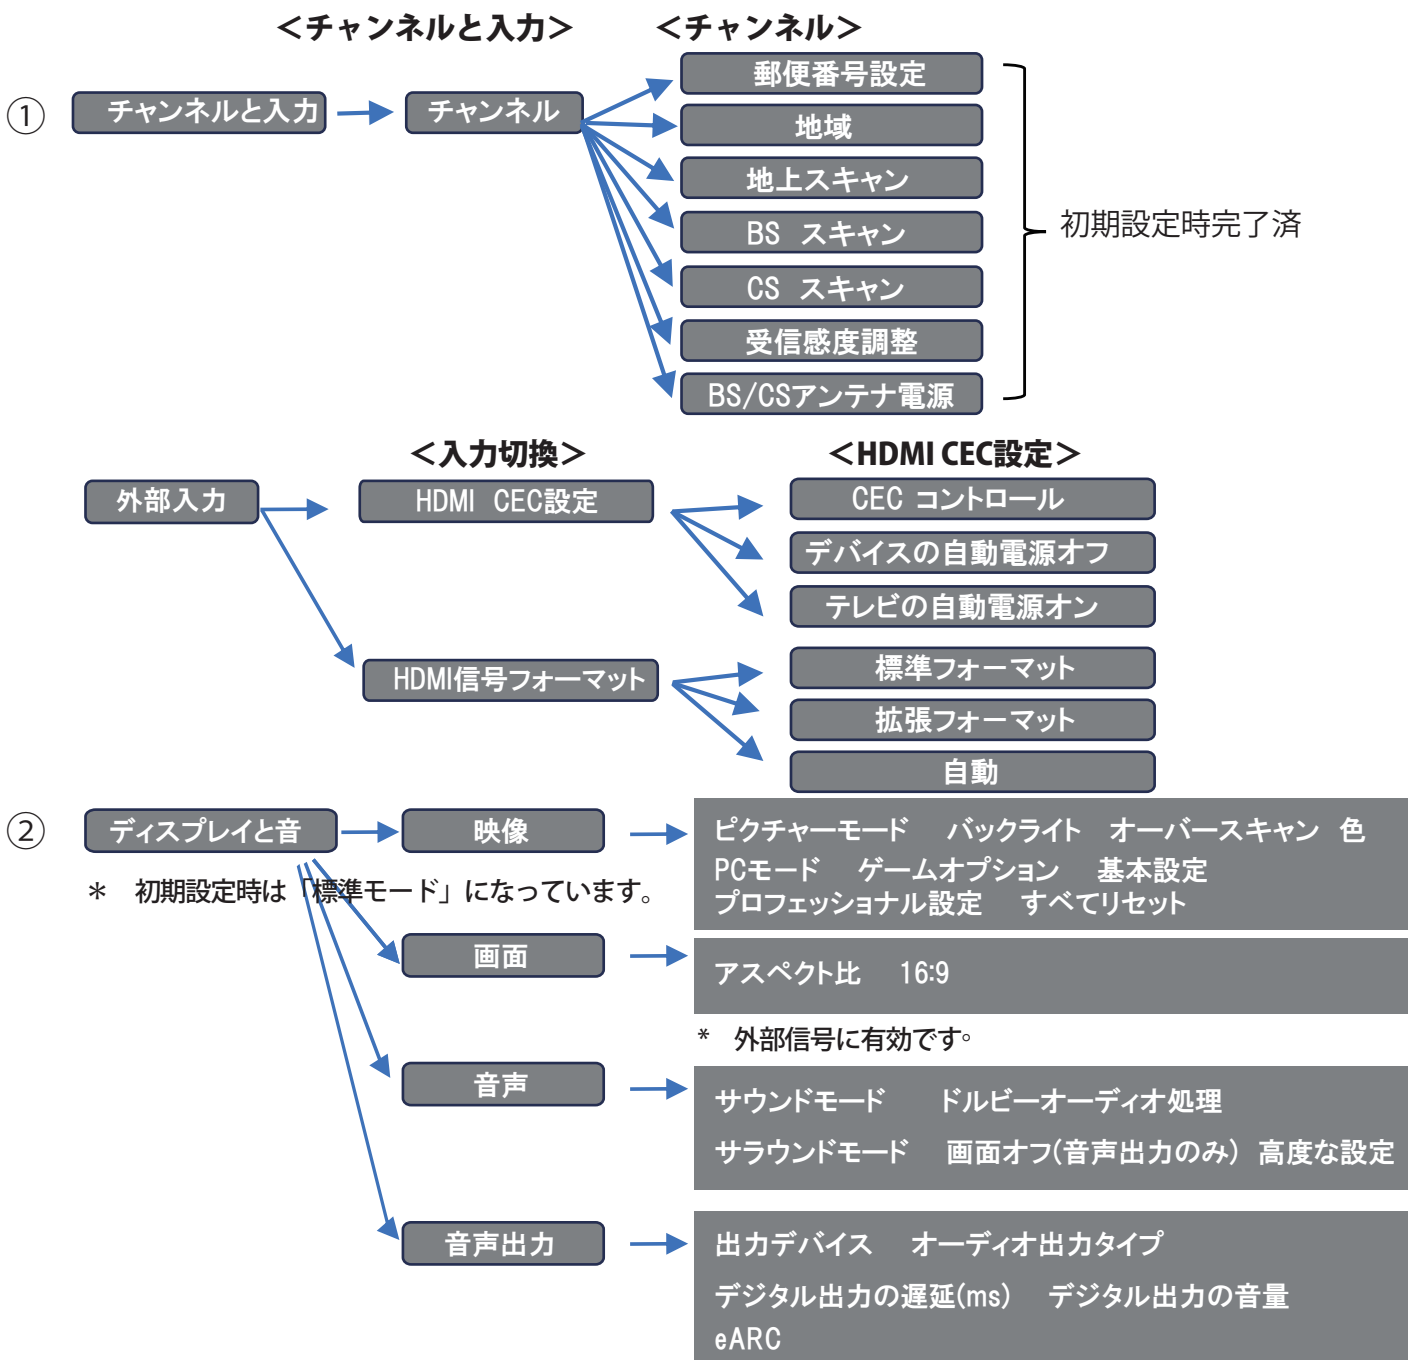 ＜チャンネルと入力＞ ＜チャンネル＞
① チャンネルと入力 チャンネル
郵便番号設定
地域
地上スキャン
BS スキャン
CS スキャン
受信感度調整
BS/CSアンテナ電源
初期設定時完了済
＜入力切換＞ ＜HDMI CEC設定＞
外部入力 HDMI CEC設定
CEC コントロール
デバイスの自動電源オフ
テレビの自動電源オン
HDMI信号フォーマット
標準フォーマット
拡張フォーマット
自動
② ディスプレイと音 映像
ピクチャーモード バックライト オーバースキャン 色
PCモード ゲームオプション 基本設定
プロフェッショナル設定 すべてリセット
＊ 初期設定時は「標準モード」になっています。
画面
アスペクト比 16:9
* 外部信号に有効です。
音声
サウンドモード ドルビーオーディオ処理
サラウンドモード 画面オフ(音声出力のみ) 高度な設定
音声出力
出力デバイス オーディオ出力タイプ
デジタル出力の遅延(ms) デジタル出力の音量
eARC